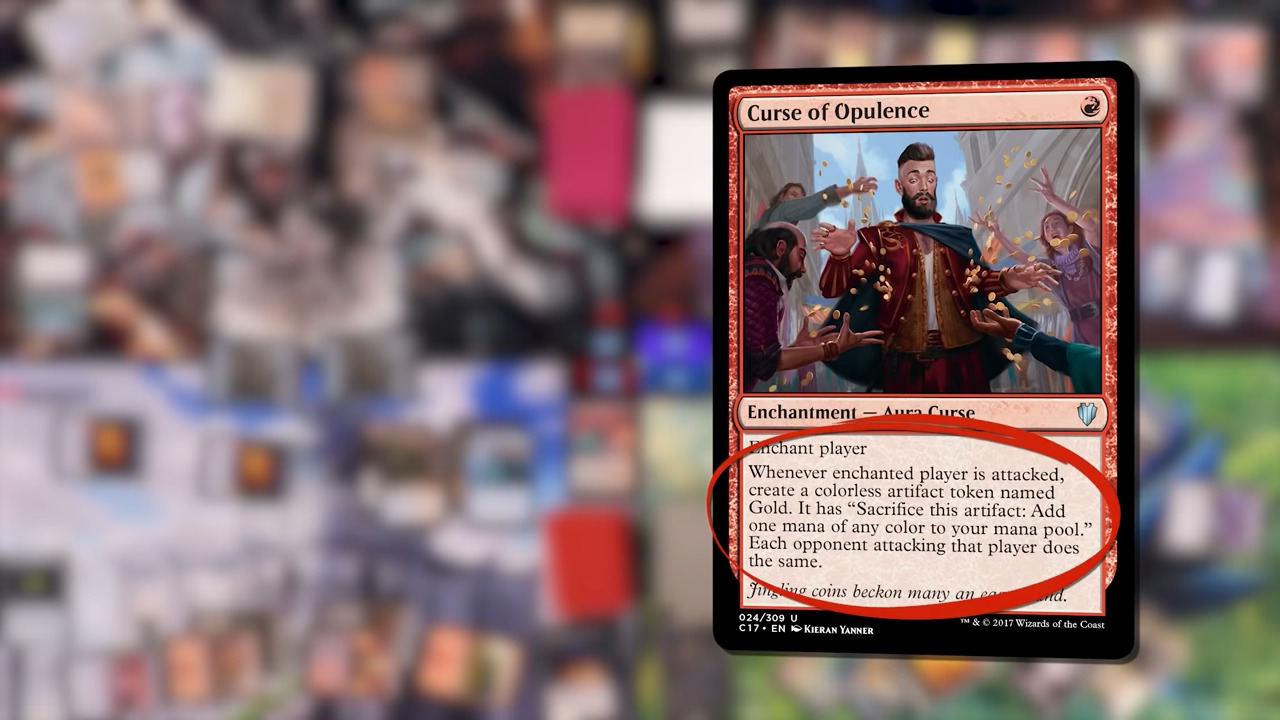 Curse of Opulence
Enchantment — Aura Curse
Enchant player
Whenever enchanted player is attacked,
create a colorless artifact token named
Gold. It has “Sacrifice this artifact: Add
one mana of any color to your mana pool.”
Each opponent attacking that player does
the same.
Jingling coins beckon many an
024/309 U
C17 • EN Kieran Yanner
™ & © 2017 Wizards of the Coast